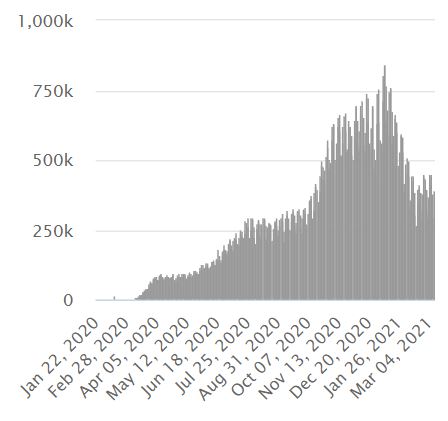 1,000k
750k
500k
250k
0
Jan 22, 2020
Feb 28, 2020
Apr 05, 2020
May 12, 2020
Jun 18, 2020
Jul 25, 2020
Aug 31, 2020
Oct 07, 2020
Nov 13, 2020
Dec 20, 2020
Jan 26, 2021
Mar 04, 2021